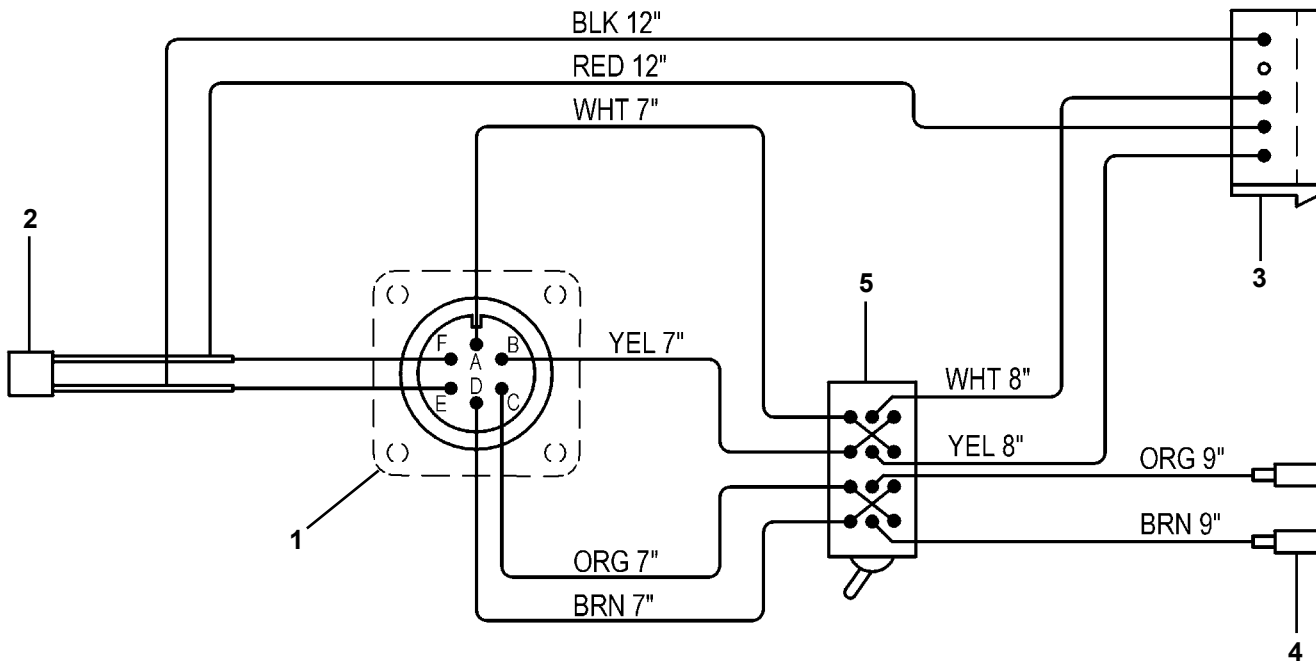 BLK 12"
RED 12"
WHT 7"
2
3
5
F
B
A
YEL 7"
D
E
C
WHT 8"
YEL 8"
ORG 9"
1
BRN 9"
ORG 7"
BRN 7"
4